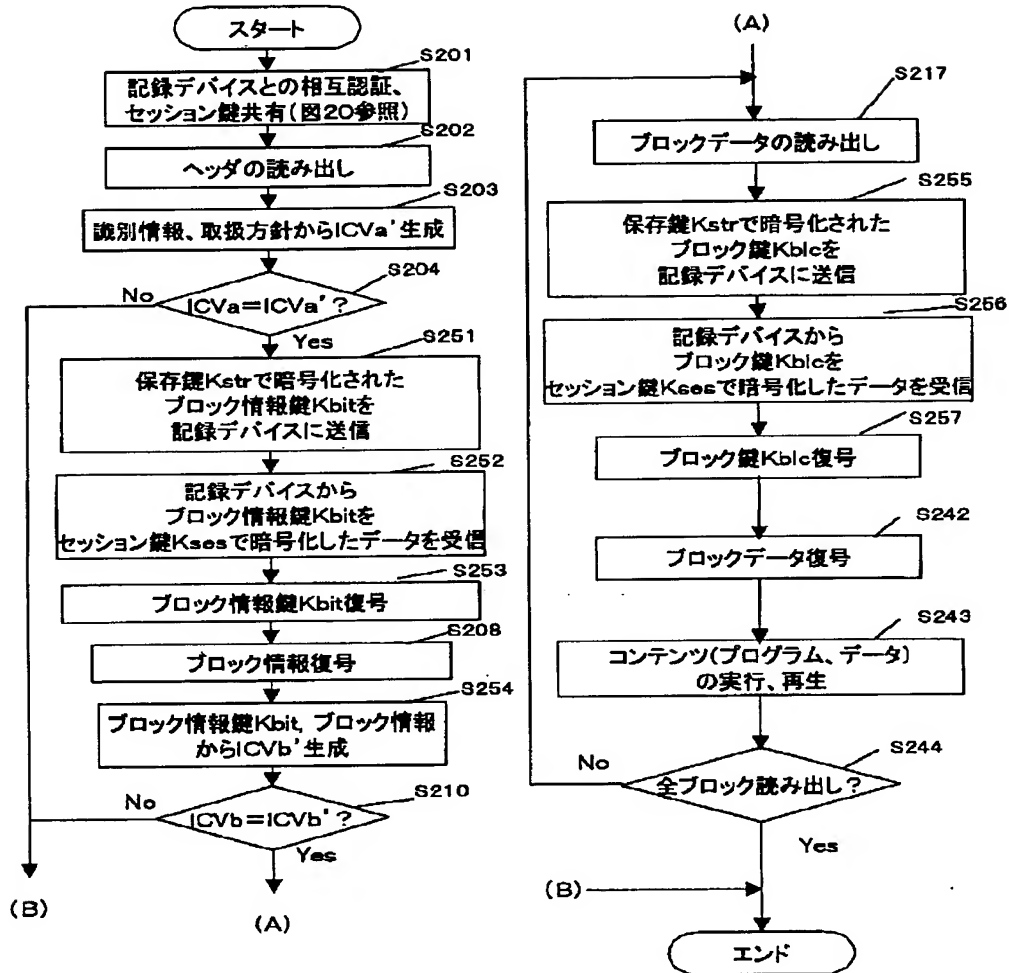 スタート
S201
記録デバイスとの相互認証、
セッション鍵共有(図20参照)
S202
ヘッダの読み出し
S203
識別情報、取扱方針からICVa'生成
S204
No
ICVa=ICVa'?
Yes
S251
保存鍵Kstrで暗号化された
ブロック情報鍵Kbitを
記録デバイスに送信
S252
記録デバイスから
ブロック情報鍵Kbitを
セッション鍵Ksesで暗号化したデータを受信
S253
ブロック情報鍵Kbit復号
S208
ブロック情報復号
S254
ブロック情報鍵Kbit, ブロック情報
からICVb'生成
S210
No
ICVb=ICVb'?
Yes
(B)
(A)
(A)
S217
ブロックデータの読み出し
S255
保存鍵Kstrで暗号化された
ブロック鍵Kblcを
記録デバイスに送信
S256
記録デバイスから
ブロック鍵Kblcを
セッション鍵Ksesで暗号化したデータを受信
S257
ブロック鍵Kblc復号
S242
ブロックデータ復号
S243
コンテンツ(プログラム、データ)
の実行、再生
S244
No
全ブロック読み出し?
Yes
(B)
エンド